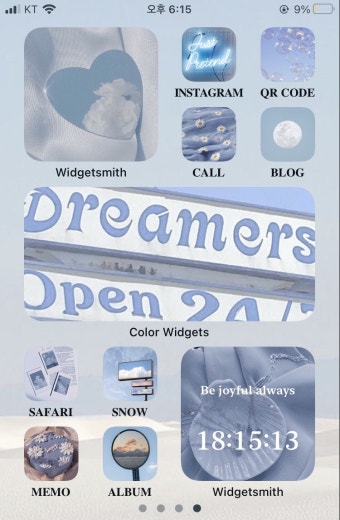 KT 오후 6:15 9%
Just
Pretend
Widgetsmith
INSTAGRAM QR CODE
CALL BLOG
Dreamers
Open 24/7
Color Widgets
SAFARI SNOW
Be joyful always
18:15:13
MEMO ALBUM Widgetsmith